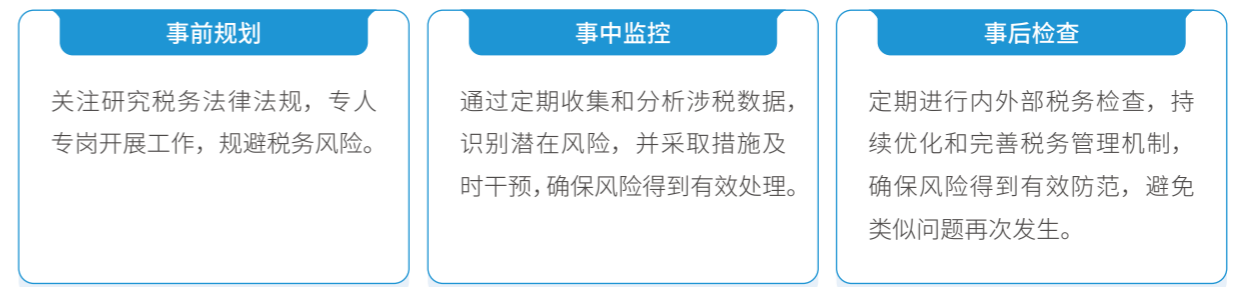 事前规划
关注研究税务法律法规，专人
专岗开展工作，规避税务风险。
事中监控
通过定期收集和分析涉税数据，
识别潜在风险，并采取措施及
时干预，确保风险得到有效处理。
事后检查
定期进行内外部税务检查，持
续优化和完善税务管理机制，
确保风险得到有效防范，避免
类似问题再次发生。